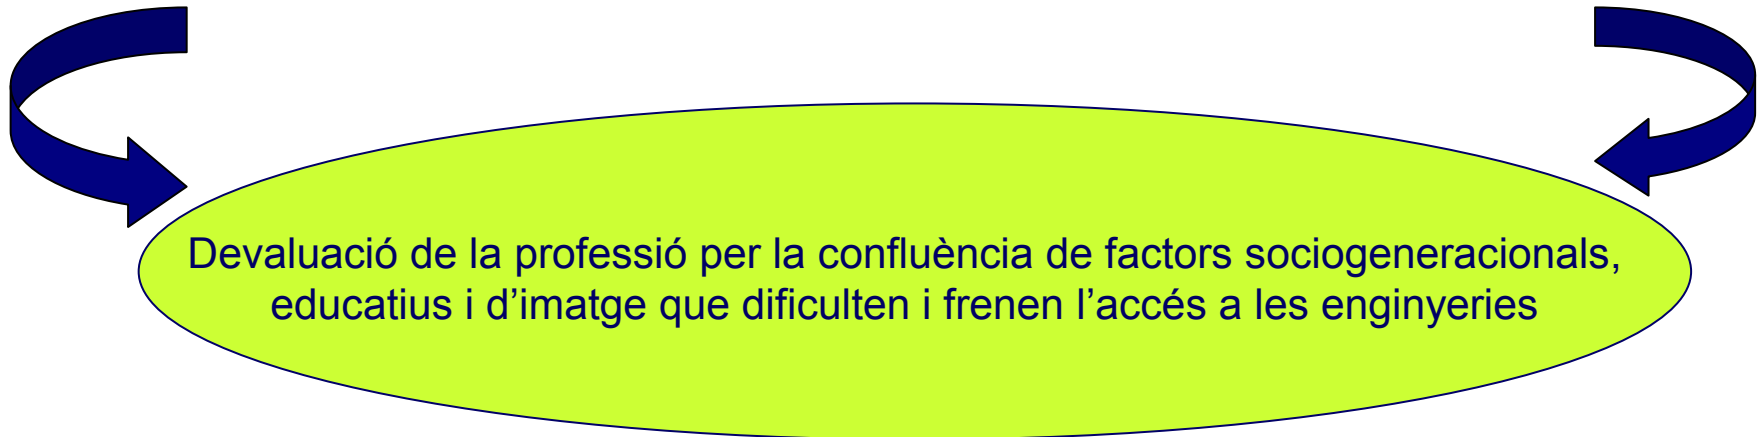 Devaluació de la professió per la confluència de factors sociogeneracionals,
educatius i d’imatge que dificulten i frenen l’accés a les enginyeries